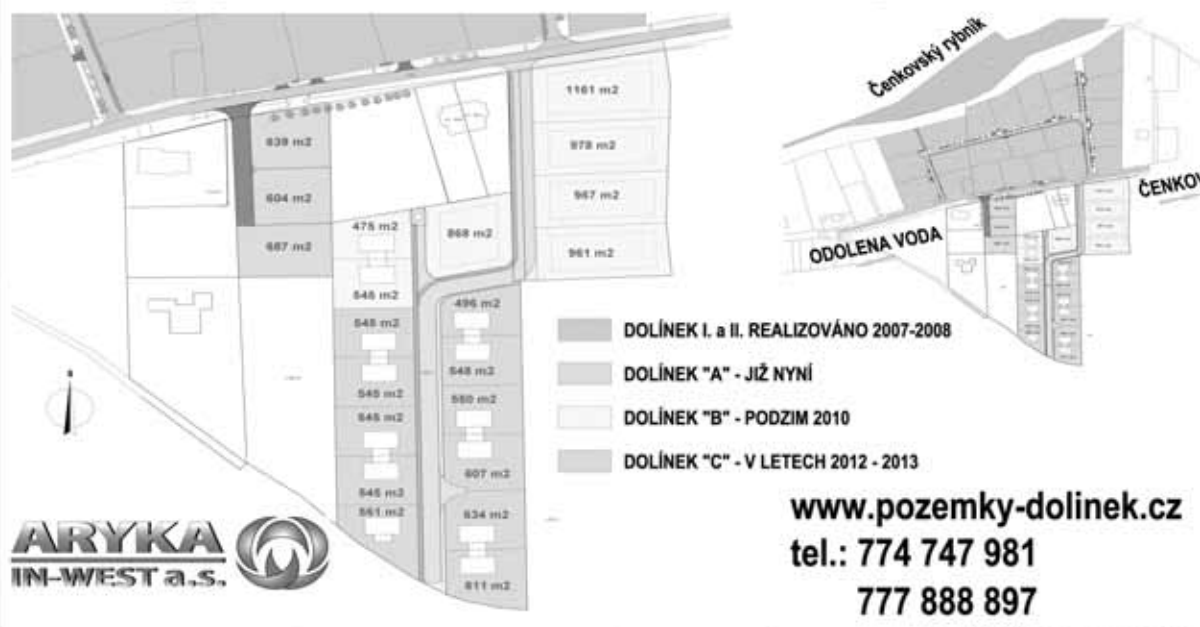 Čenkovský rybník
ČENKOV
ODOLENA VODA
1161 m2
978 m2
967 m2
961 m2
639 m2
604 m2
687 m2
475 m2
868 m2
545 m2
545 m2
545 m2
545 m2
545 m2
561 m2
496 m2
548 m2
550 m2
607 m2
634 m2
611 m2
DOLÍNEK I. a II. REALIZOVÁNO 2007-2008
DOLÍNEK "A" - JIŽ NYNÍ
DOLÍNEK "B" - PODZIM 2010
DOLÍNEK "C" - V LETECH 2012 - 2013
ARYKA
IN-WEST a.s.
www.pozemky-dolinek.cz
tel.: 774 747 981
777 888 897